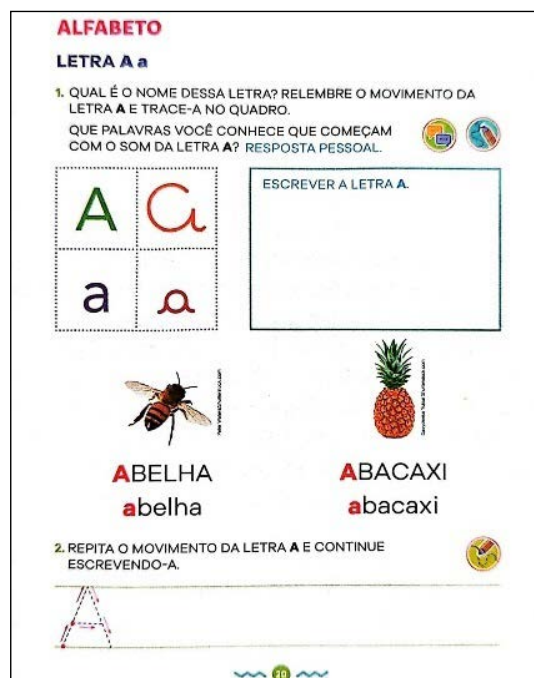 ALFABETO
LETRA A a
1. QUAL É O NOME DESSA LETRA? RELEMBRE O MOVIMENTO DA
LETRA A E TRACE-A NO QUADRO.
QUE PALAVRAS VOCÊ CONHECE QUE COMEÇAM
COM O SOM DA LETRA A? RESPOSTA PESSOAL.
A A
a a
ESCREVER A LETRA A.
ABELHA
abelha
ABACAXI
abacaxi
2. REPITA O MOVIMENTO DA LETRA A E CONTINUE
ESCREVENDO-A.
A